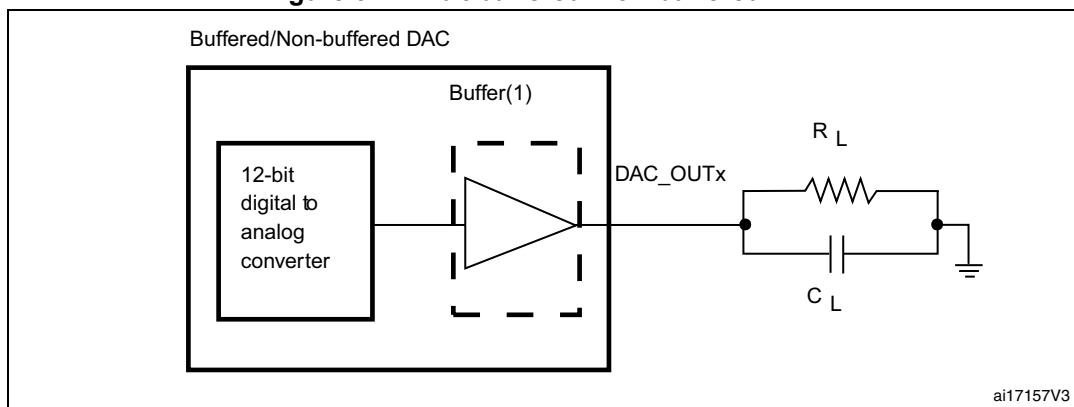 Buffered/Non-buffered DAC
Buffer(1)
12-bit
digital to
analog
converter
DAC_OUTx
R L
C L
ai17157V3